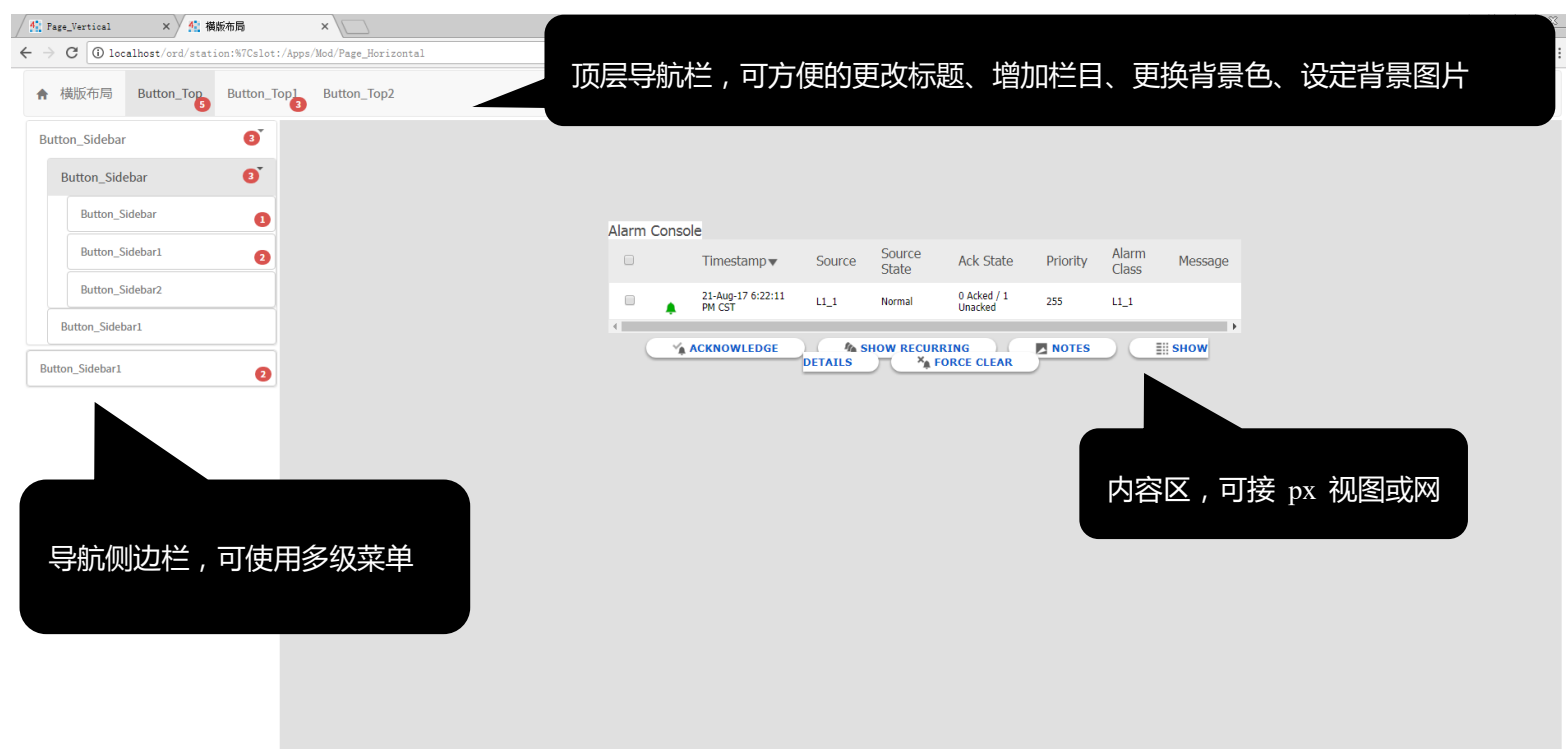 Page_Vertical
横版布局
localhost/ord/station:%7Cslot:/Apps/Mod/Page_Horizontal
顶层导航栏，可方便的更改标题、增加栏目、更换背景色、设定背景图片
横版布局 Button_Top 5 Button_Top1 3 Button_Top2
Button_Sidebar 3
Button_Sidebar 3
Button_Sidebar 1
Button_Sidebar1 2
Button_Sidebar2
Button_Sidebar1
Button_Sidebar1 2
Alarm Console
Timestamp Source Source State Ack State Priority Alarm Class Message
21-Aug-17 6:22:11 PM CST L1_1 Normal 0 Acked / 1 Unacked 255 L1_1
ACKNOWLEDGE SHOW RECURRING NOTES SHOW
DETAILS FORCE CLEAR
内容区，可接 px 视图或网
导航侧边栏，可使用多级菜单